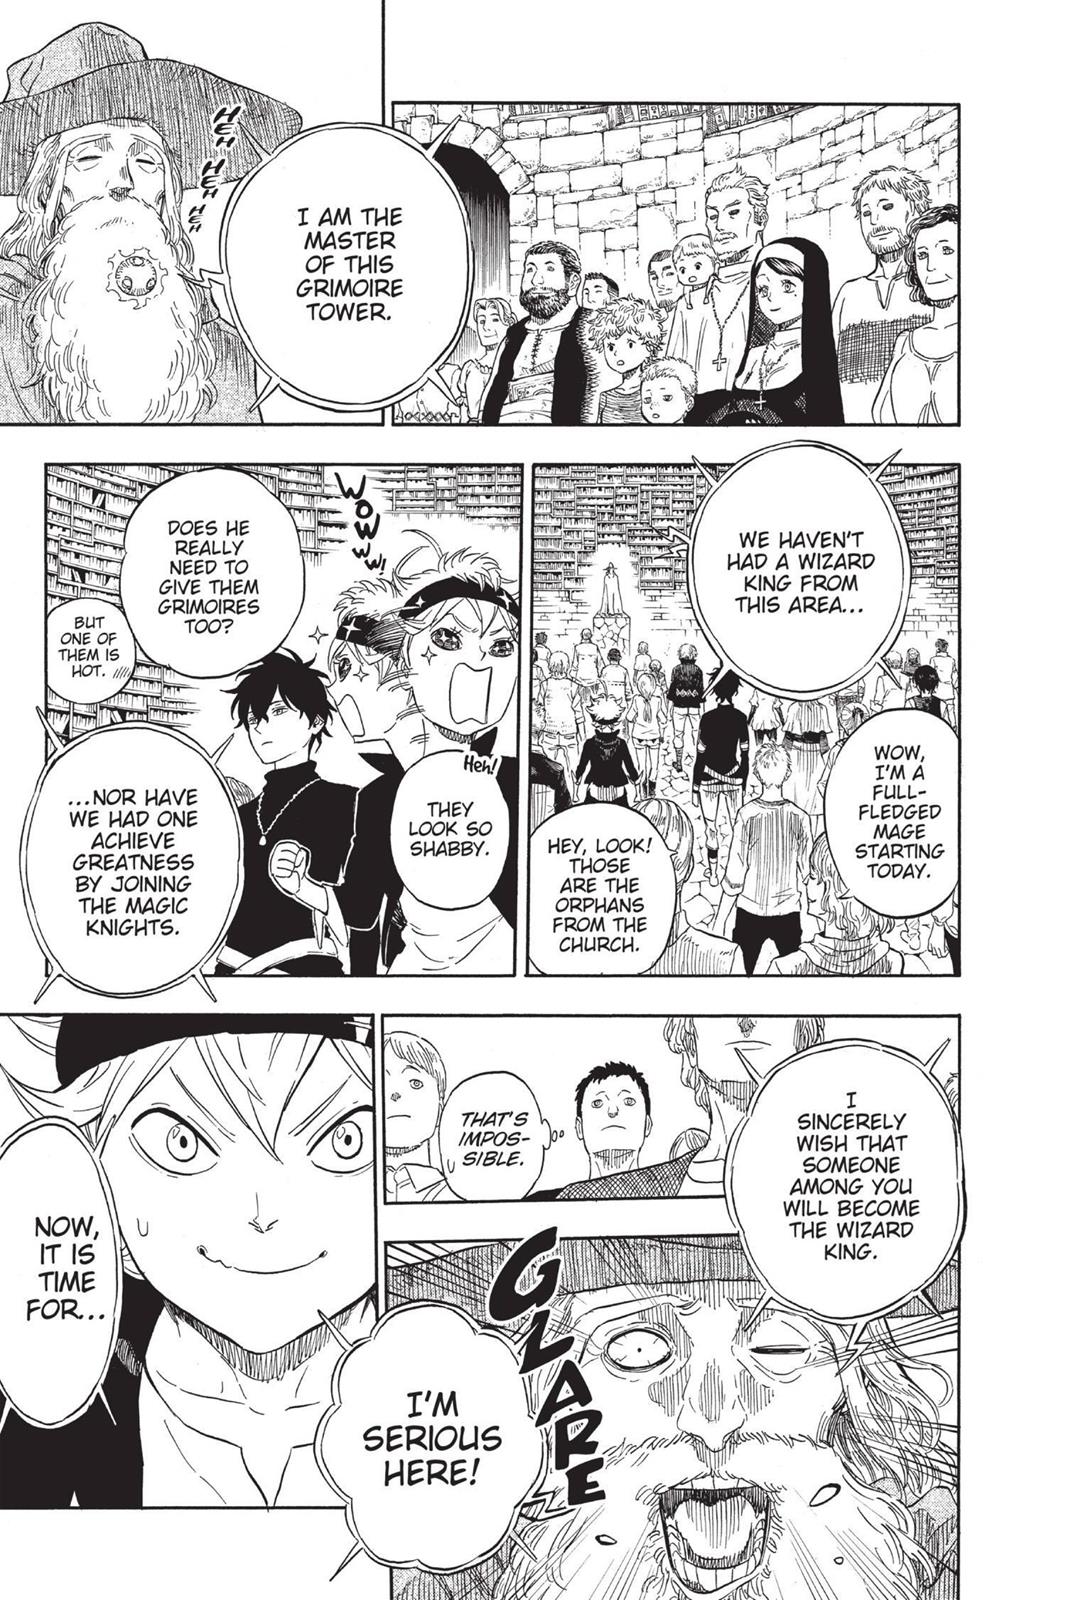 I AM THE
MASTER
OF THIS
GRIMOIRE
TOWER.
HEH
HEH
HEH
HEH
WE HAVEN'T
HAD A WIZARD
KING FROM
THIS AREA...
WOW,
I'M A
FULL-
FLEDGED
MAGE
STARTING
TODAY.
HEY, LOOK!
THOSE
ARE THE
ORPHANS
FROM THE
CHURCH.
WOWWW!
Heh!
THEY
LOOK SO
SHABBY.
DOES HE
REALLY
NEED TO
GIVE THEM
GRIMOIRES
TOO?
BUT
ONE OF
THEM IS
HOT.
...NOR HAVE
WE HAD ONE
ACHIEVE
GREATNESS
BY JOINING
THE MAGIC
KNIGHTS.
I
SINCERELY
WISH THAT
SOMEONE
AMONG YOU
WILL BECOME
THE WIZARD
KING.
THAT'S
IMPOS-
SIBLE.
GLARE
I'M
SERIOUS
HERE!
NOW,
IT IS
TIME
FOR...